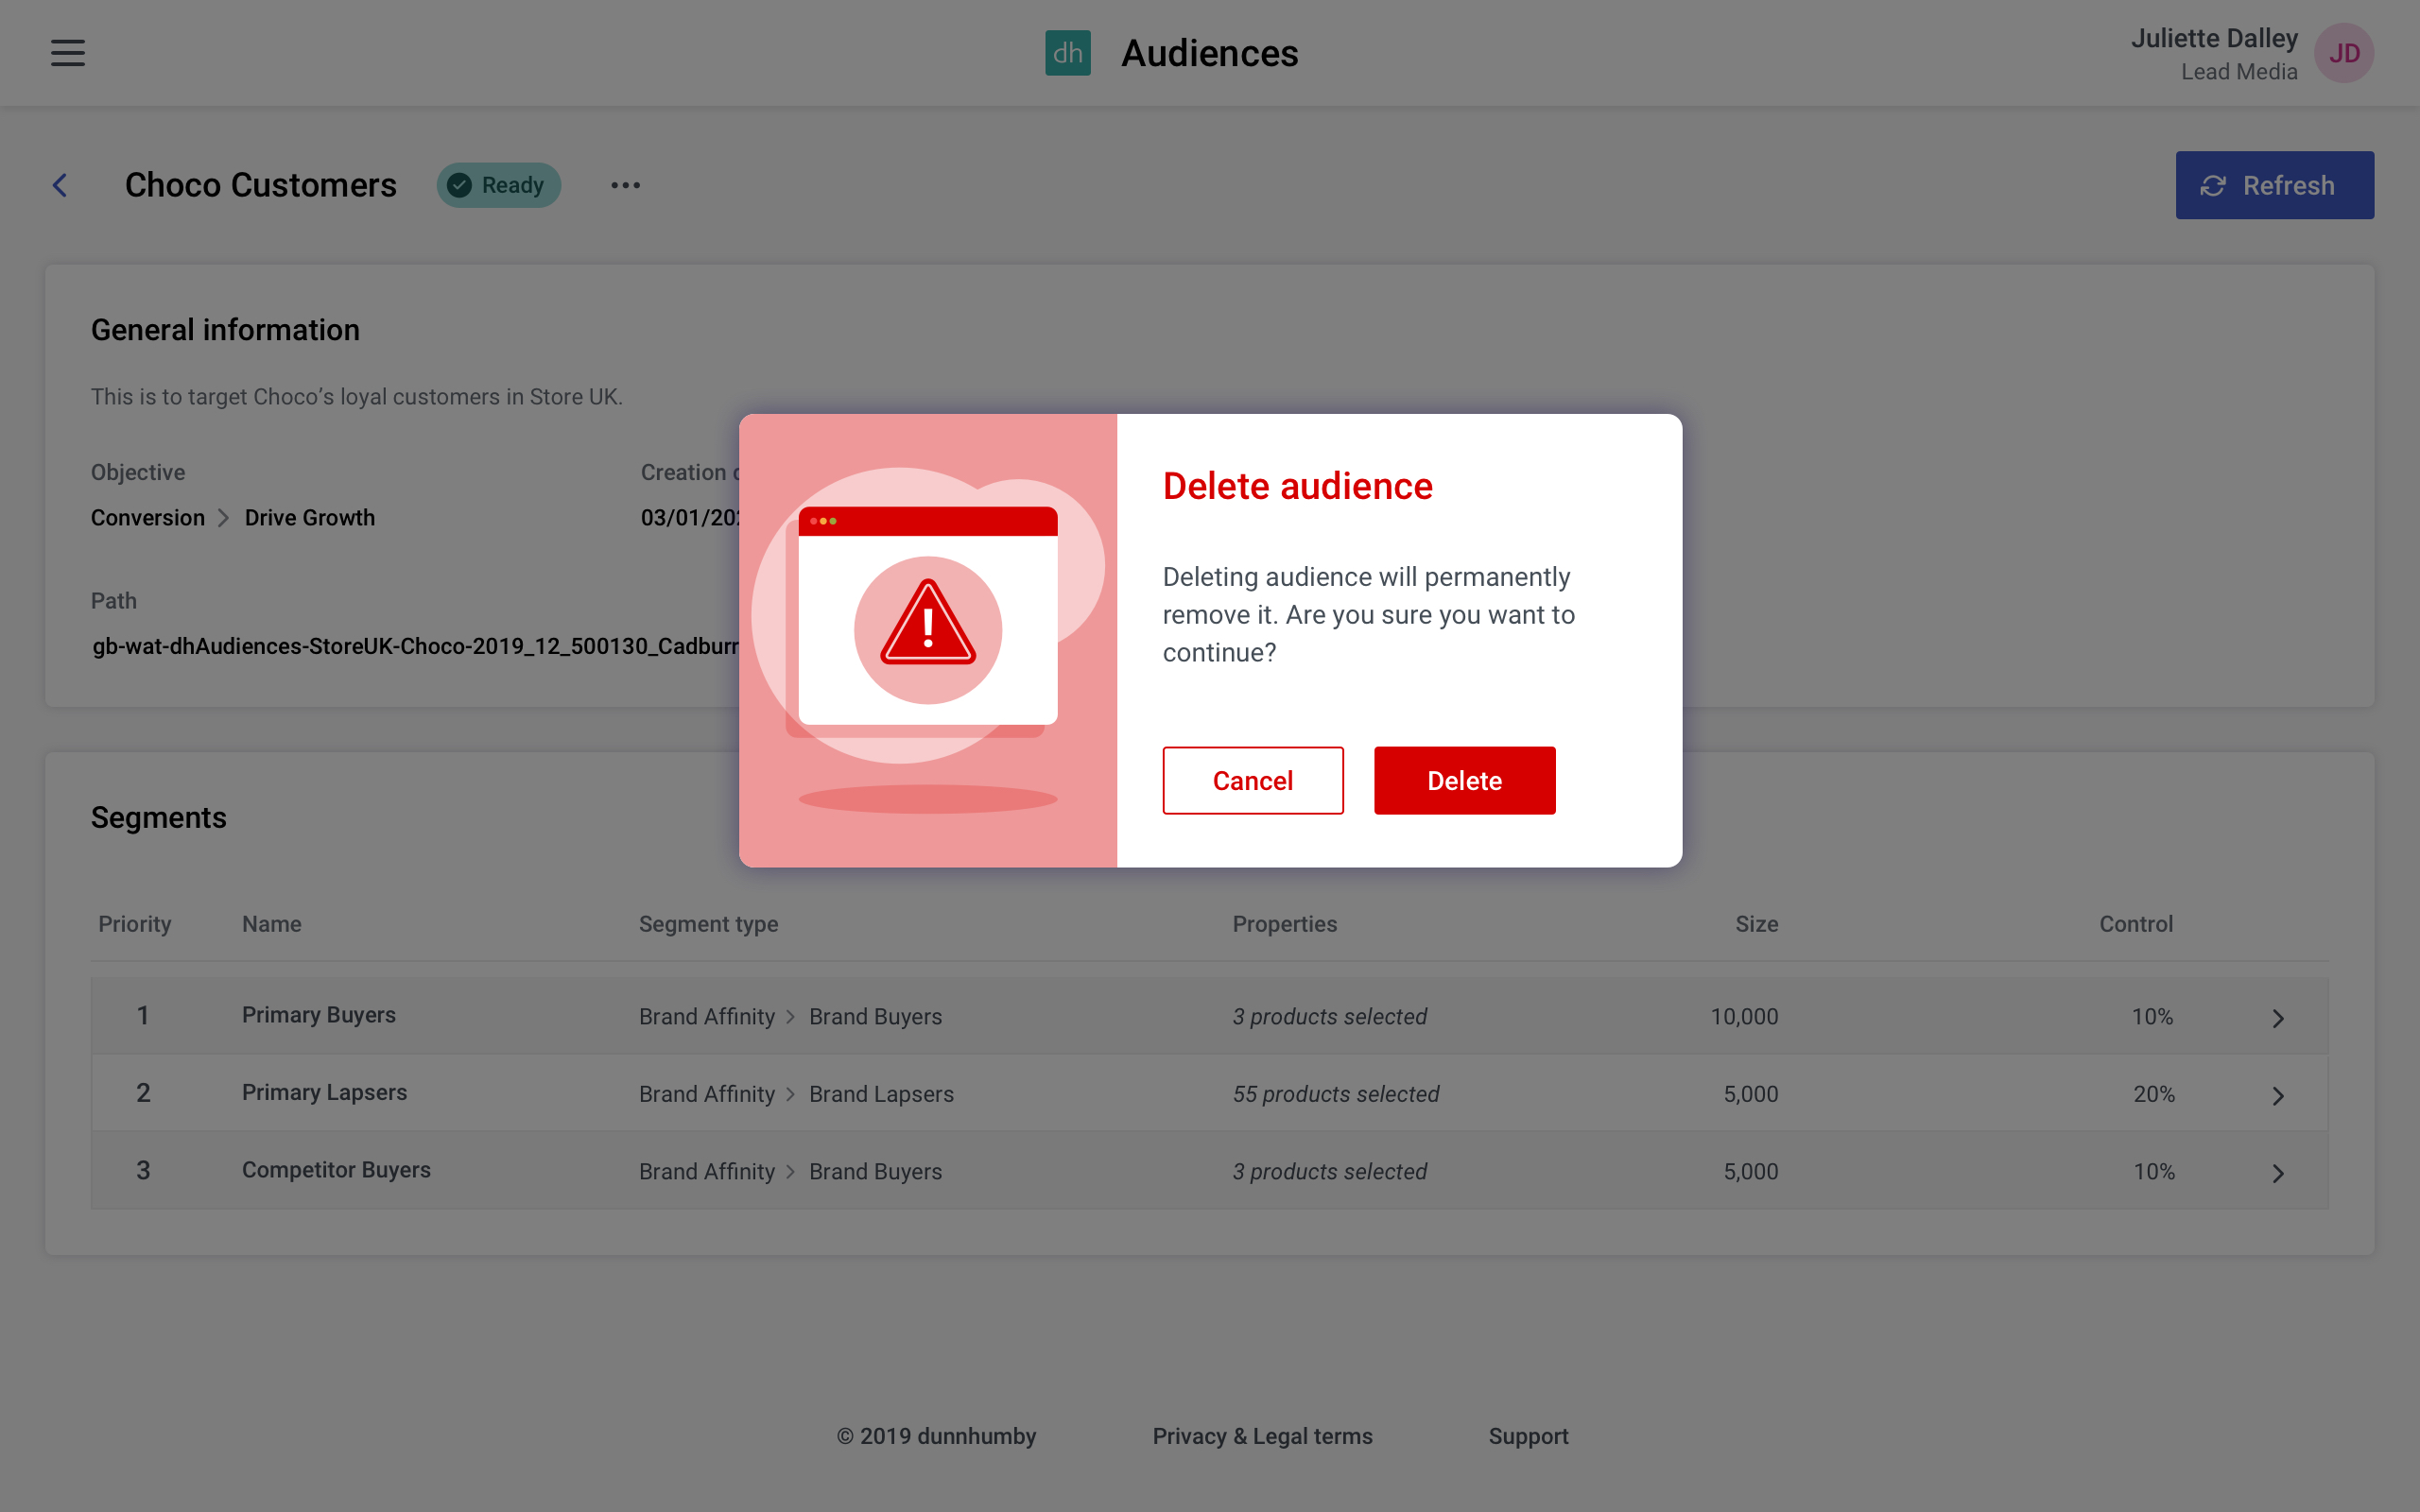 dh Audiences
Juliette Dalley
Lead Media
JD
Choco Customers
Ready
Refresh
General information
This is to target Choco’s loyal customers in Store UK.
Objective
Creation
Conversion > Drive Growth
03/01/20
Path
gb-wat-dhAudiences-StoreUK-Choco-2019_12_500130_Cadburr
Delete audience
Deleting audience will permanently
remove it. Are you sure you want to
continue?
Cancel
Delete
Segments
Priority Name Segment type Properties Size Control
1 Primary Buyers Brand Affinity > Brand Buyers 3 products selected 10,000 10%
2 Primary Lapsers Brand Affinity > Brand Lapsers 55 products selected 5,000 20%
3 Competitor Buyers Brand Affinity > Brand Buyers 3 products selected 5,000 10%
© 2019 dunnhumby Privacy & Legal terms Support